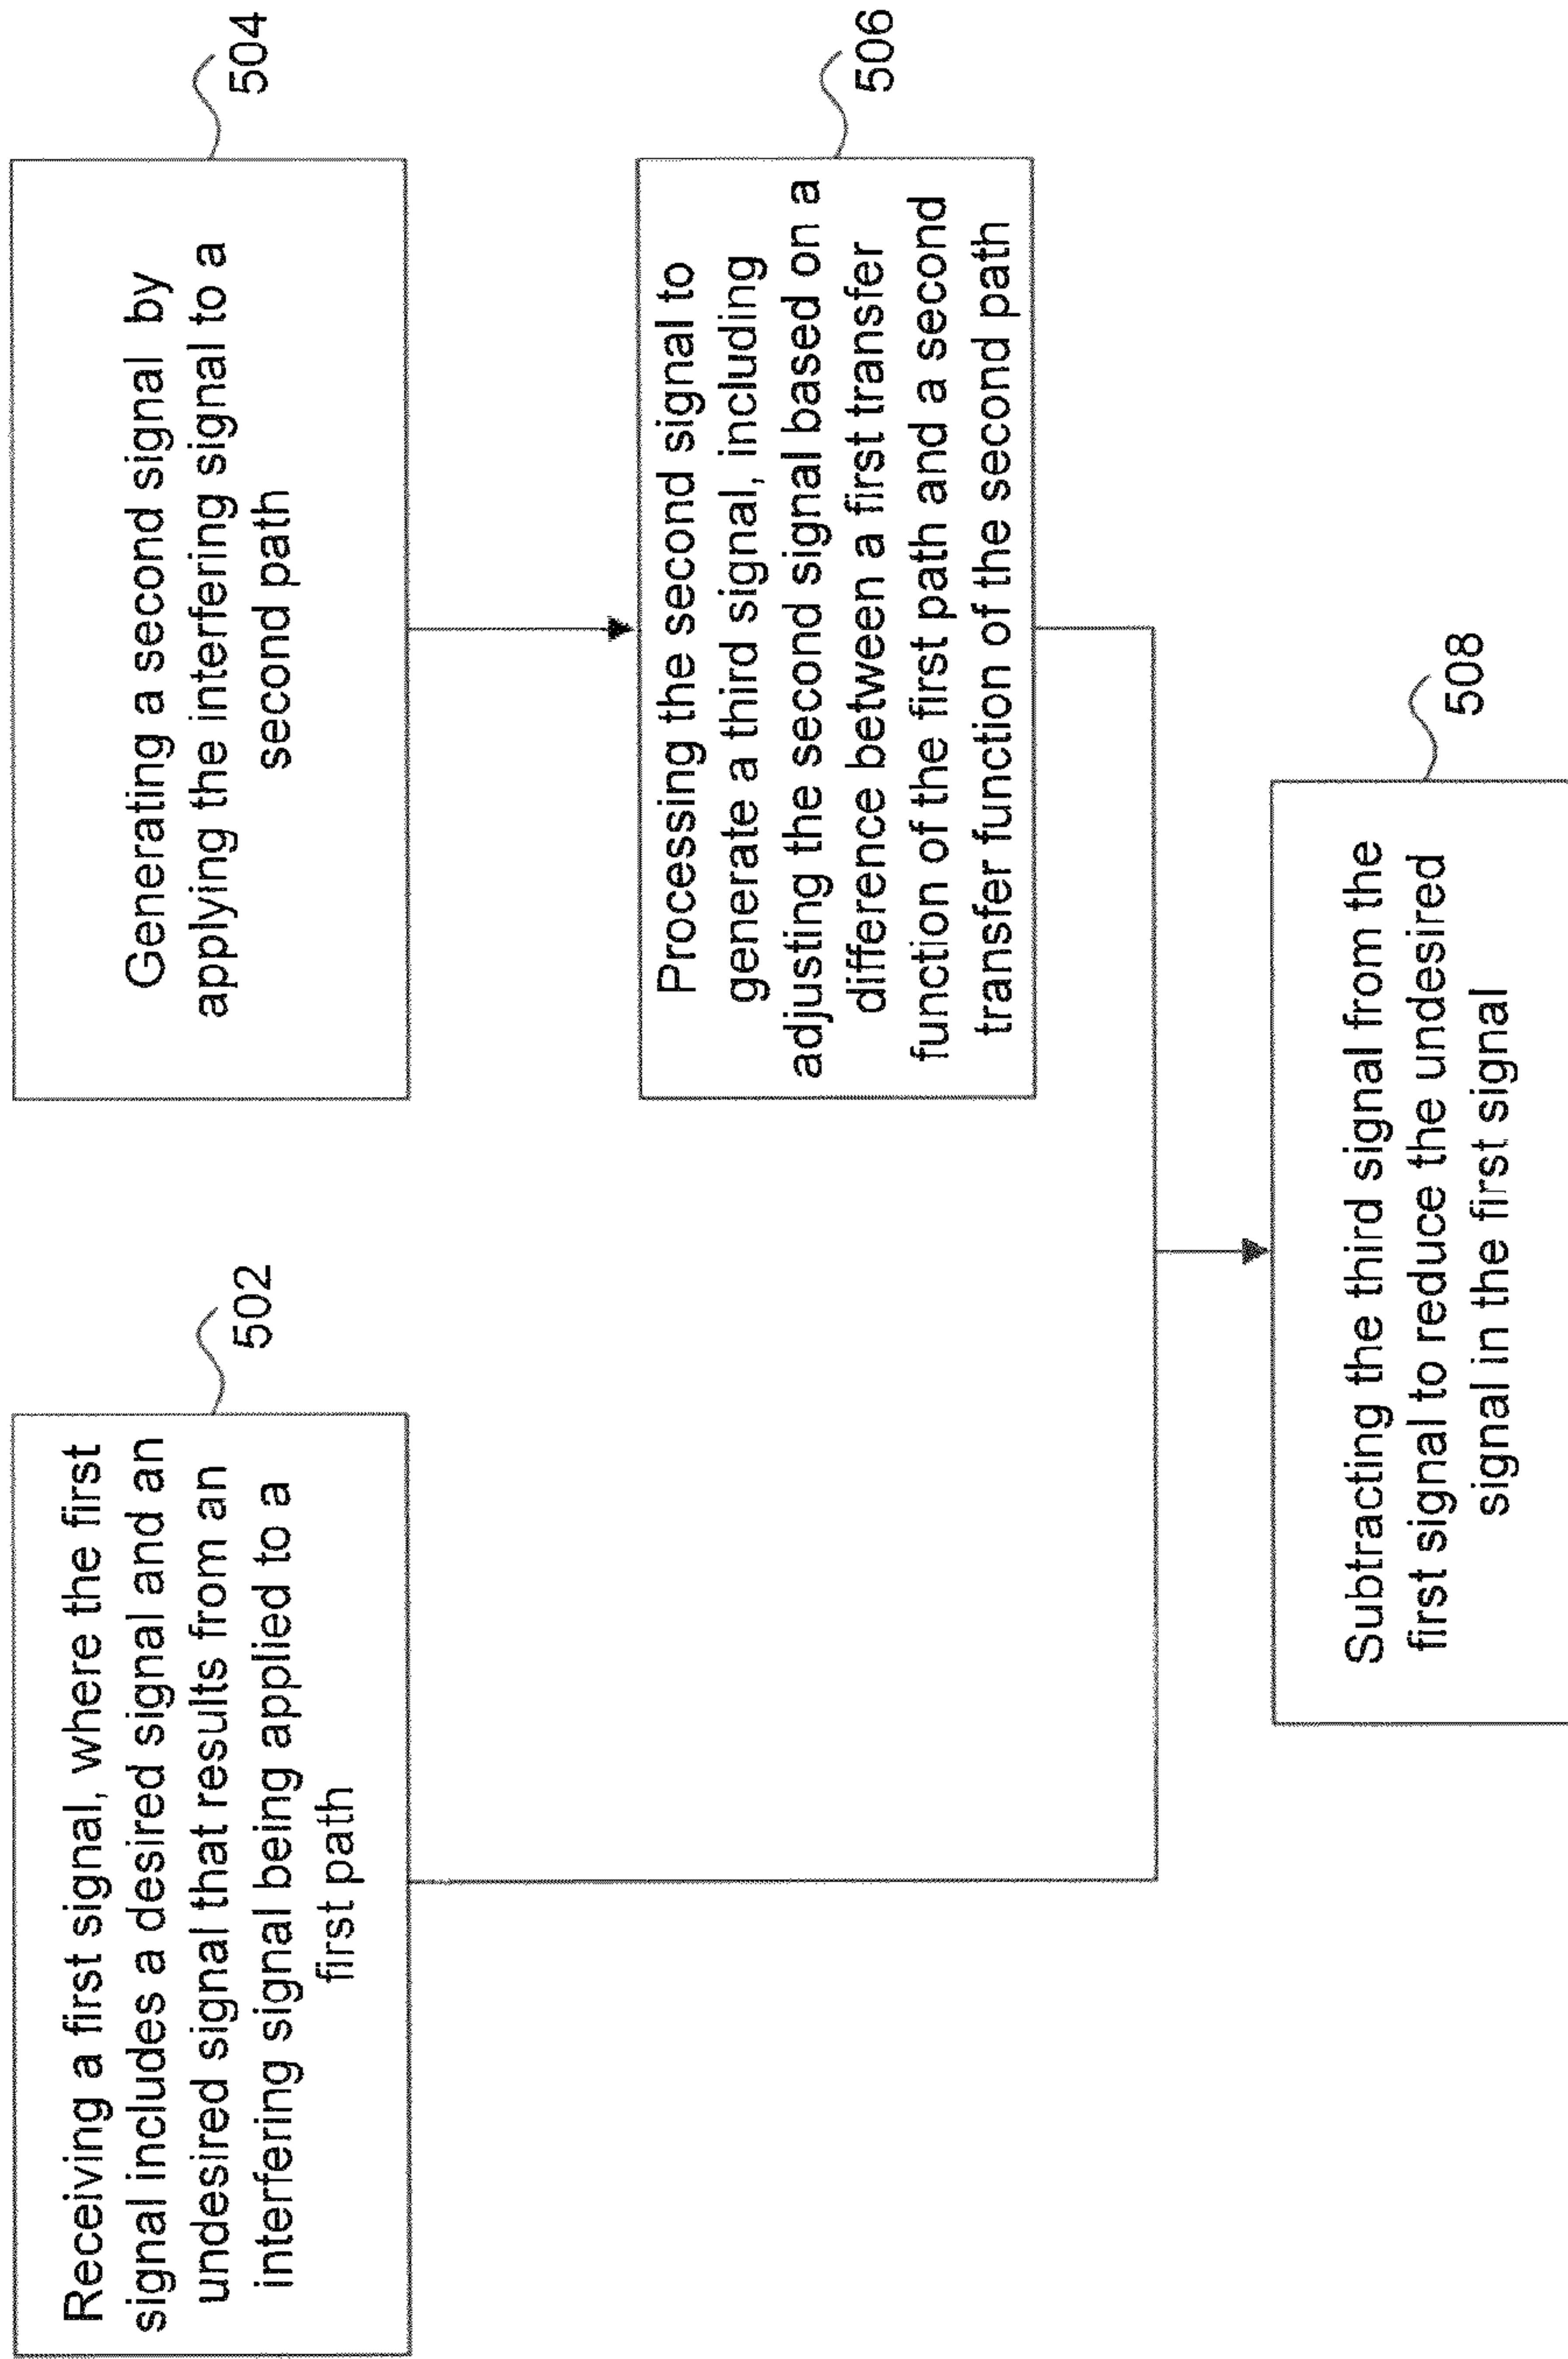 Receiving a first signal, where the first
signal includes a desired signal and an
undesired signal that results from an
interfering signal being applied to a
first path
502
Generating a second signal by
applying the interfering signal to a
second path
504
Processing the second signal to
generate a third signal, including
adjusting the second signal based on a
difference between a first transfer
function of the first path and a second
transfer function of the second path
506
Subtracting the third signal from the
first signal to reduce the undesired
signal in the first signal
508